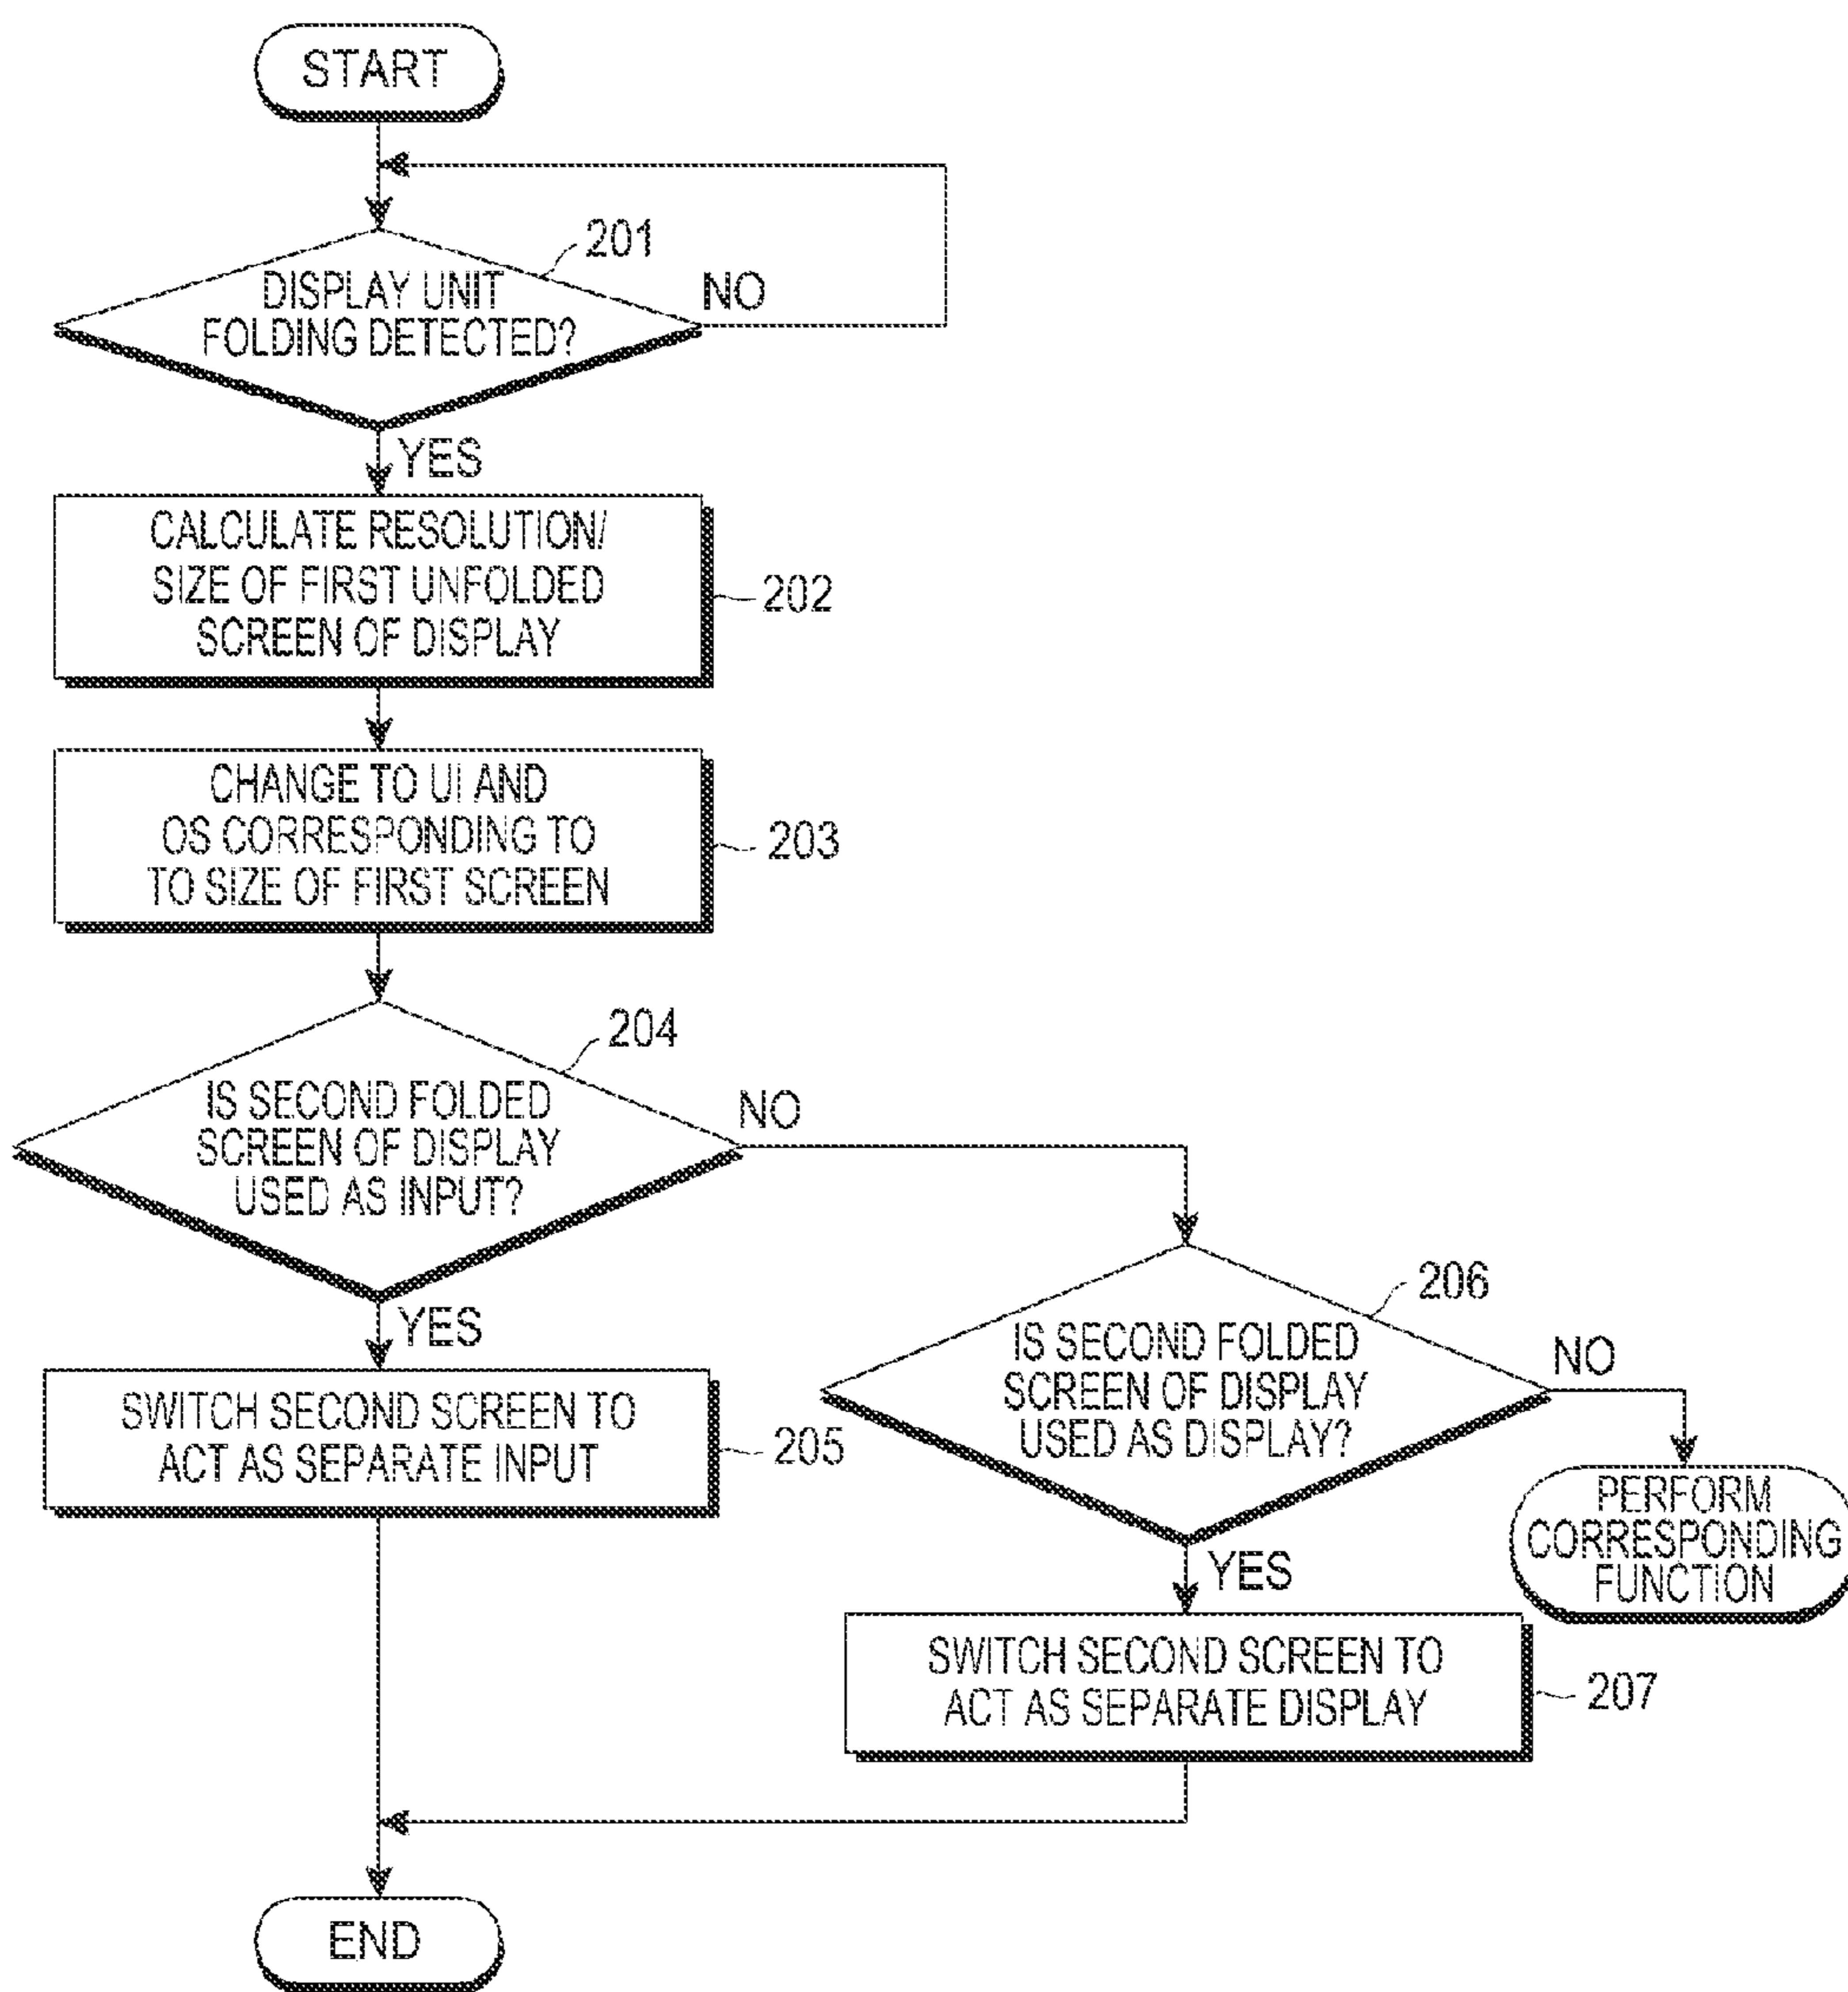 START
201
DISPLAY UNIT
FOLDING DETECTED?
NO
YES
CALCULATE RESOLUTION/
SIZE OF FIRST UNFOLDED
SCREEN OF DISPLAY
202
CHANGE TO UI AND
OS CORRESPONDING TO
TO SIZE OF FIRST SCREEN
203
204
IS SECOND FOLDED
SCREEN OF DISPLAY
USED AS INPUT?
NO
YES
SWITCH SECOND SCREEN TO
ACT AS SEPARATE INPUT
205
206
IS SECOND FOLDED
SCREEN OF DISPLAY
USED AS DISPLAY?
NO
PERFORM
CORRESPONDING
FUNCTION
YES
SWITCH SECOND SCREEN TO
ACT AS SEPARATE DISPLAY
207
END